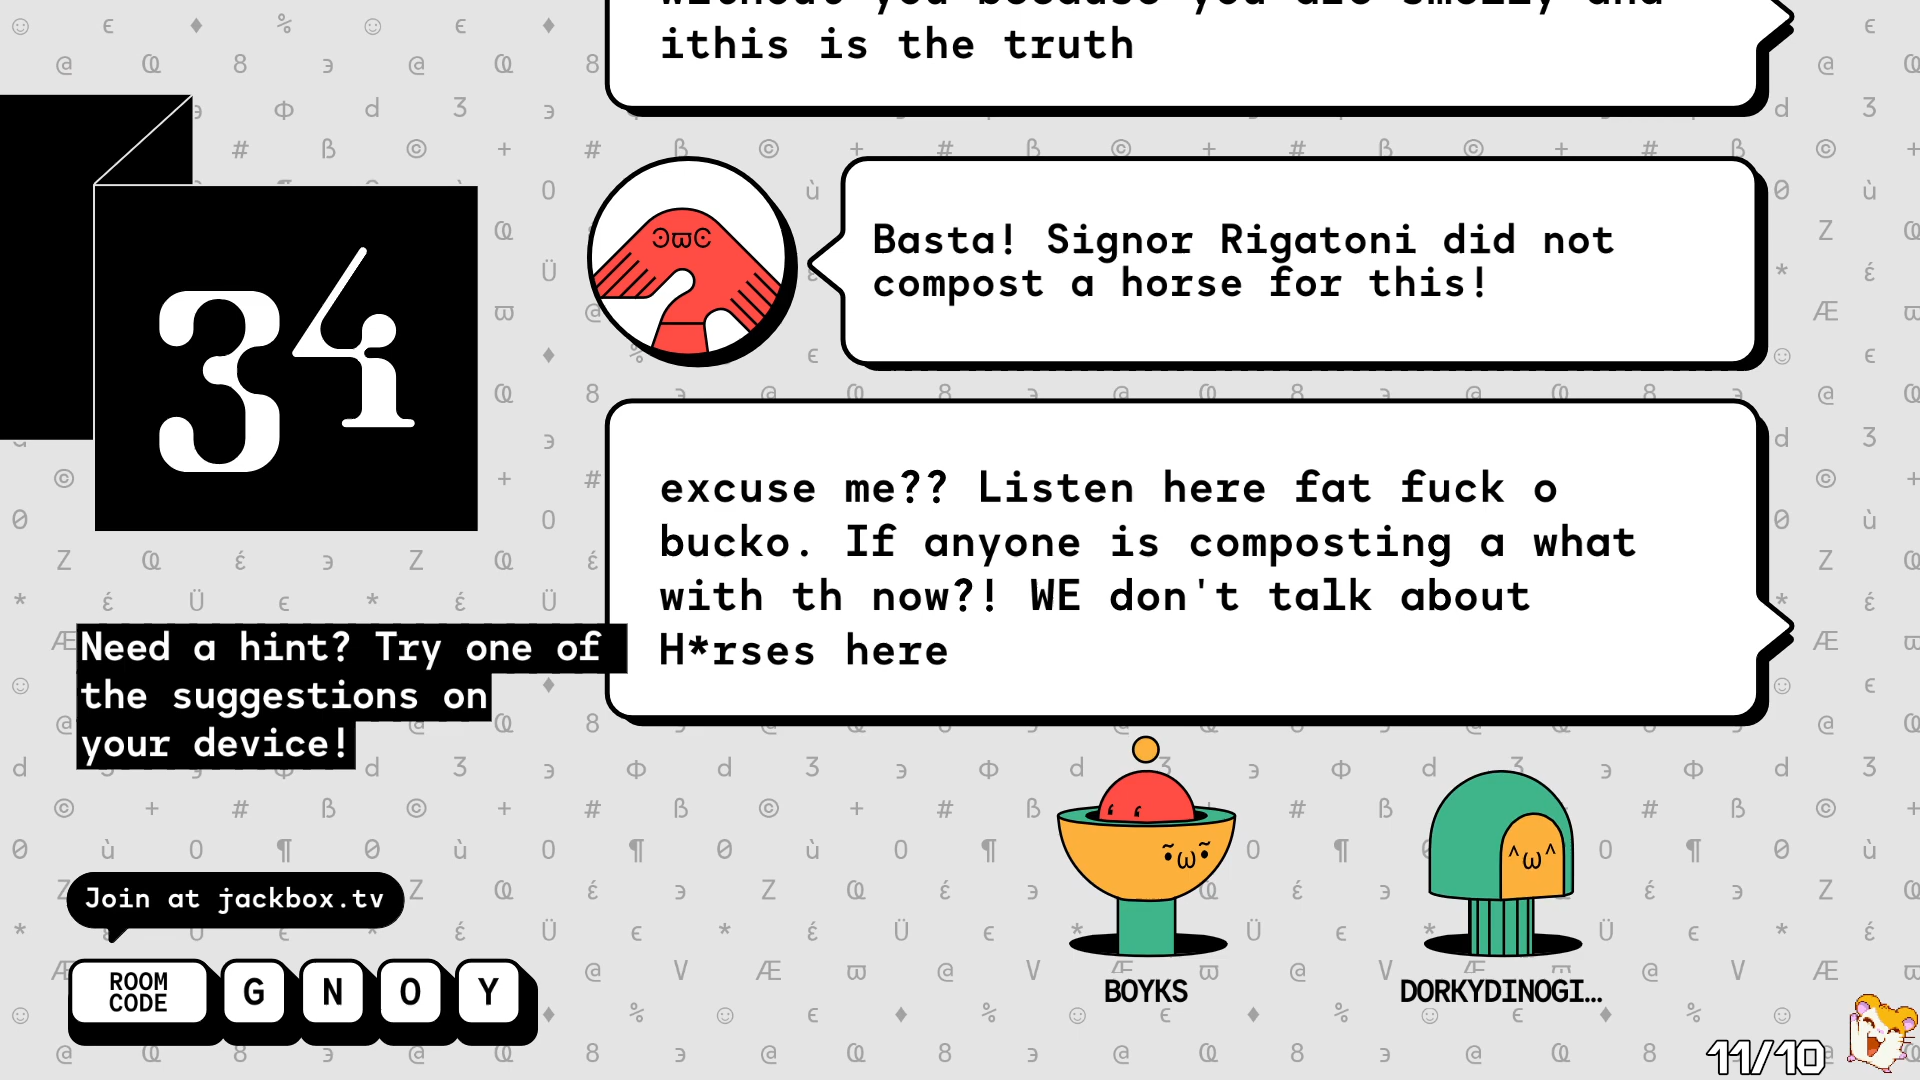 ithis is the truth
Basta! Signor Rigatoni did not
compost a horse for this!
34
excuse me?? Listen here fat fuck o
bucko. If anyone is composting a what
with th now?! WE don't talk about
H*rses here
Need a hint? Try one of
the suggestions on
your device!
Join at jackbox.tv
ROOM
CODE
G N O Y
BOYKS
DORKYDINOGI...
11/10